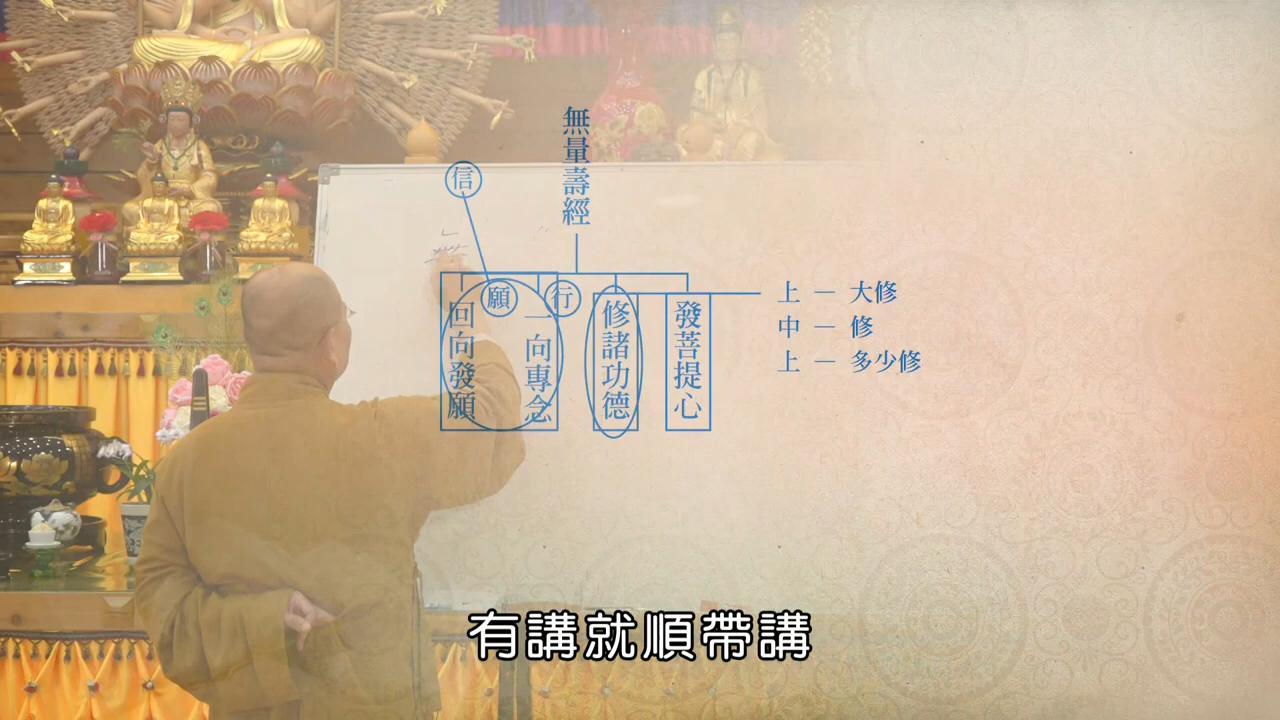 無量壽經
發菩提心
修諸功德
一向專念
回向發願
信
願
行
上 — 大修
中 — 修
上 — 多少修
有講就順帶講